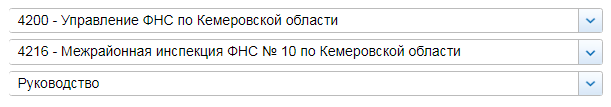 4200 - Управление ФНС по Кемеровской области
4216 - Межрайонная инспекция ФНС № 10 по Кемеровской области
Руководство